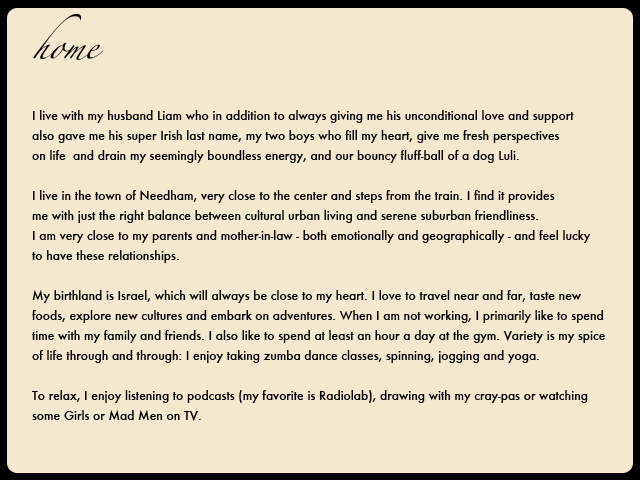 home
I live with my husband Liam who in addition to always giving me his unconditional love and support
also gave me his super Irish last name, my two boys who fill my heart, give me fresh perspectives
on life  and drain my seemingly boundless energy, and our bouncy fluff-ball of a dog Luli.
I live in the town of Needham, very close to the center and steps from the train. I find it provides
me with just the right balance between cultural urban living and serene suburban friendliness.
I am very close to my parents and mother-in-law - both emotionally and geographically - and feel lucky
to have these relationships.
My birthland is Israel, which will always be close to my heart. I love to travel near and far, taste new
foods, explore new cultures and embark on adventures. When I am not working, I primarily like to spend
time with my family and friends. I also like to spend at least an hour a day at the gym. Variety is my spice
of life through and through: I enjoy taking zumba dance classes, spinning, jogging and yoga.
To relax, I enjoy listening to podcasts (my favorite is Radiolab), drawing with my cray-pas or watching
some Girls or Mad Men on TV.